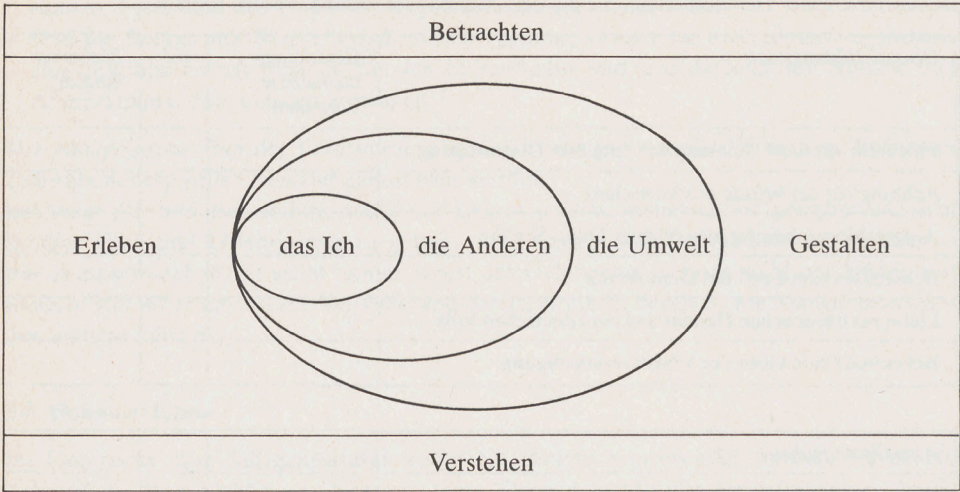 Betrachten
Erleben das Ich die Anderen die Umwelt Gestalten
Verstehen